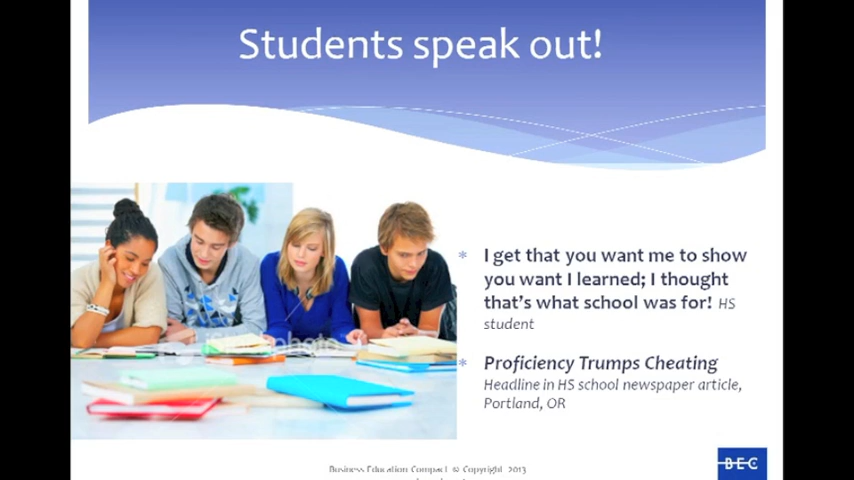 Students speak out!
I get that you want me to show
you want I learned; I thought
that's what school was for! HS
student
Proficiency Trumps Cheating
Headline in HS school newspaper article,
Portland, OR
Business Education Compact © Copyright 2013
BEC